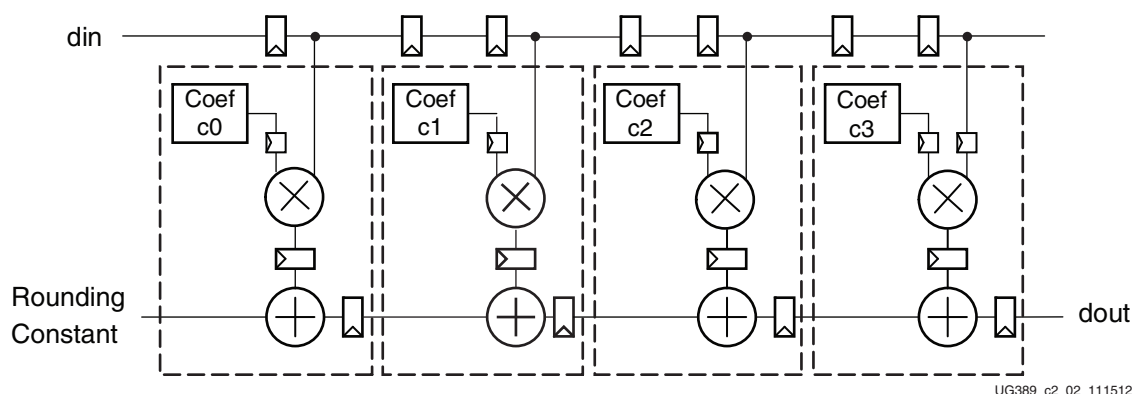 din
Coef
c0
Coef
c1
Coef
c2
Coef
c3
Rounding
Constant
dout
UG389_c2_02_111512